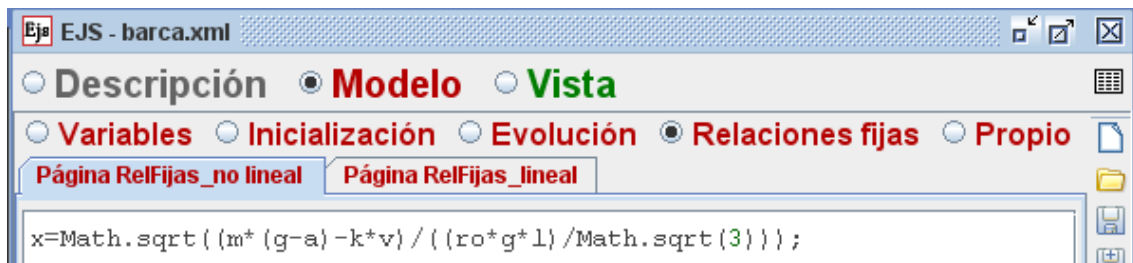 Ejs EJS - barca.xml
Descripción Modelo Vista
Variables Inicialización Evolución Relaciones fijas Propio
Página RelFijas_no lineal Página RelFijas_lineal
x=Math.sqrt((m*(g-a)-k*v)/((ro*g*l)/Math.sqrt(3)));